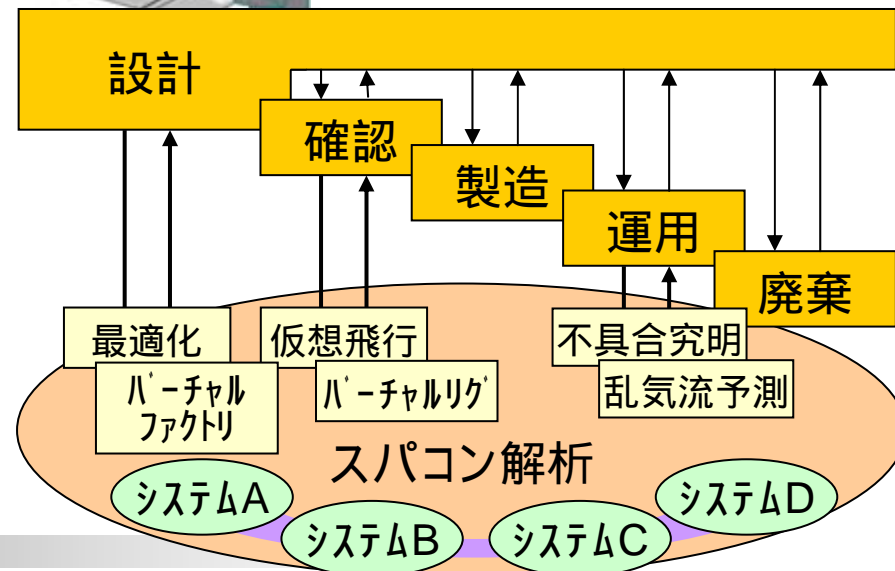 設計
確認
製造
運用
廃棄
最適化
仮想飛行
不具合究明
バーチャル
ファクトリ
バーチャルリグ
乱気流予測
スパコン解析
システムA
システムB
システムC
システムD